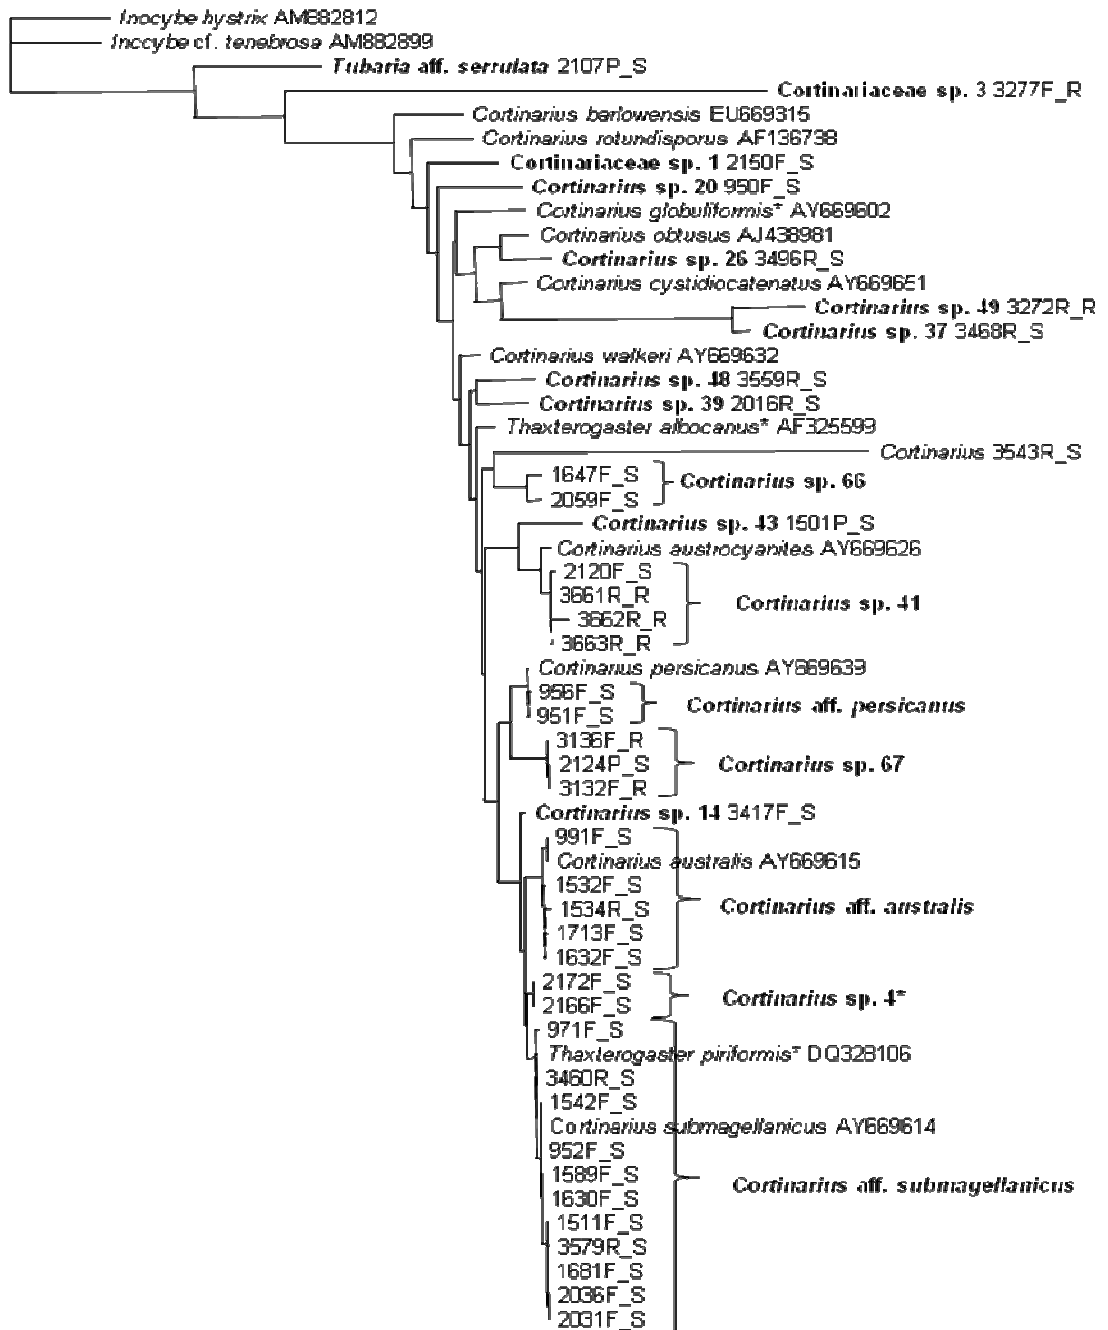 Inocybe hystrix AM882812
Inocybe cf. tenebrosa AM882899
Tubaria aff. serrulata 2107P_S
Cortinariaceae sp. 3 3277F_R
Cortinarius barlowensis EU669315
Cortinarius rotundisporus AF136738
Cortinariaceae sp. 1 2150F_S
Cortinarius sp. 20 950F_S
Cortinarius globuliformis* AY669602
Cortinarius obtusus AJ438981
Cortinarius sp. 26 3496R_S
Cortinarius cystidiocatenatus AY669651
Cortinarius sp. 49 3272R_R
Cortinarius sp. 37 3468R_S
Cortinarius walkeri AY669632
Cortinarius sp. 48 3559R_S
Cortinarius sp. 39 2016R_S
Thaxterogaster albocanus* AF325599
Cortinarius 3543R_S
1647F_S
Cortinarius sp. 66
2059F_S
Cortinarius sp. 43 1501P_S
Cortinarius austrocyanites AY669626
2120F_S
3661R_R
Cortinarius sp. 41
3662R_R
3663R_R
Cortinarius persicanus AY669639
956F_S
Cortinarius aff. persicanus
951F_S
3136F_R
2124P_S
Cortinarius sp. 67
3132F_R
Cortinarius sp. 14 3417F_S
991F_S
Cortinarius australis AY669615
1532F_S
1534R_S
Cortinarius aff. australis
1713F_S
1632F_S
2172F_S
Cortinarius sp. 4*
2166F_S
971F_S
Thaxterogaster piriformis* DQ328106
3460R_S
1542F_S
Cortinarius submagellanicus AY669614
952F_S
1589F_S
Cortinarius aff. submagellanicus
1630F_S
1511F_S
3579R_S
1681F_S
2036F_S
2031F_S